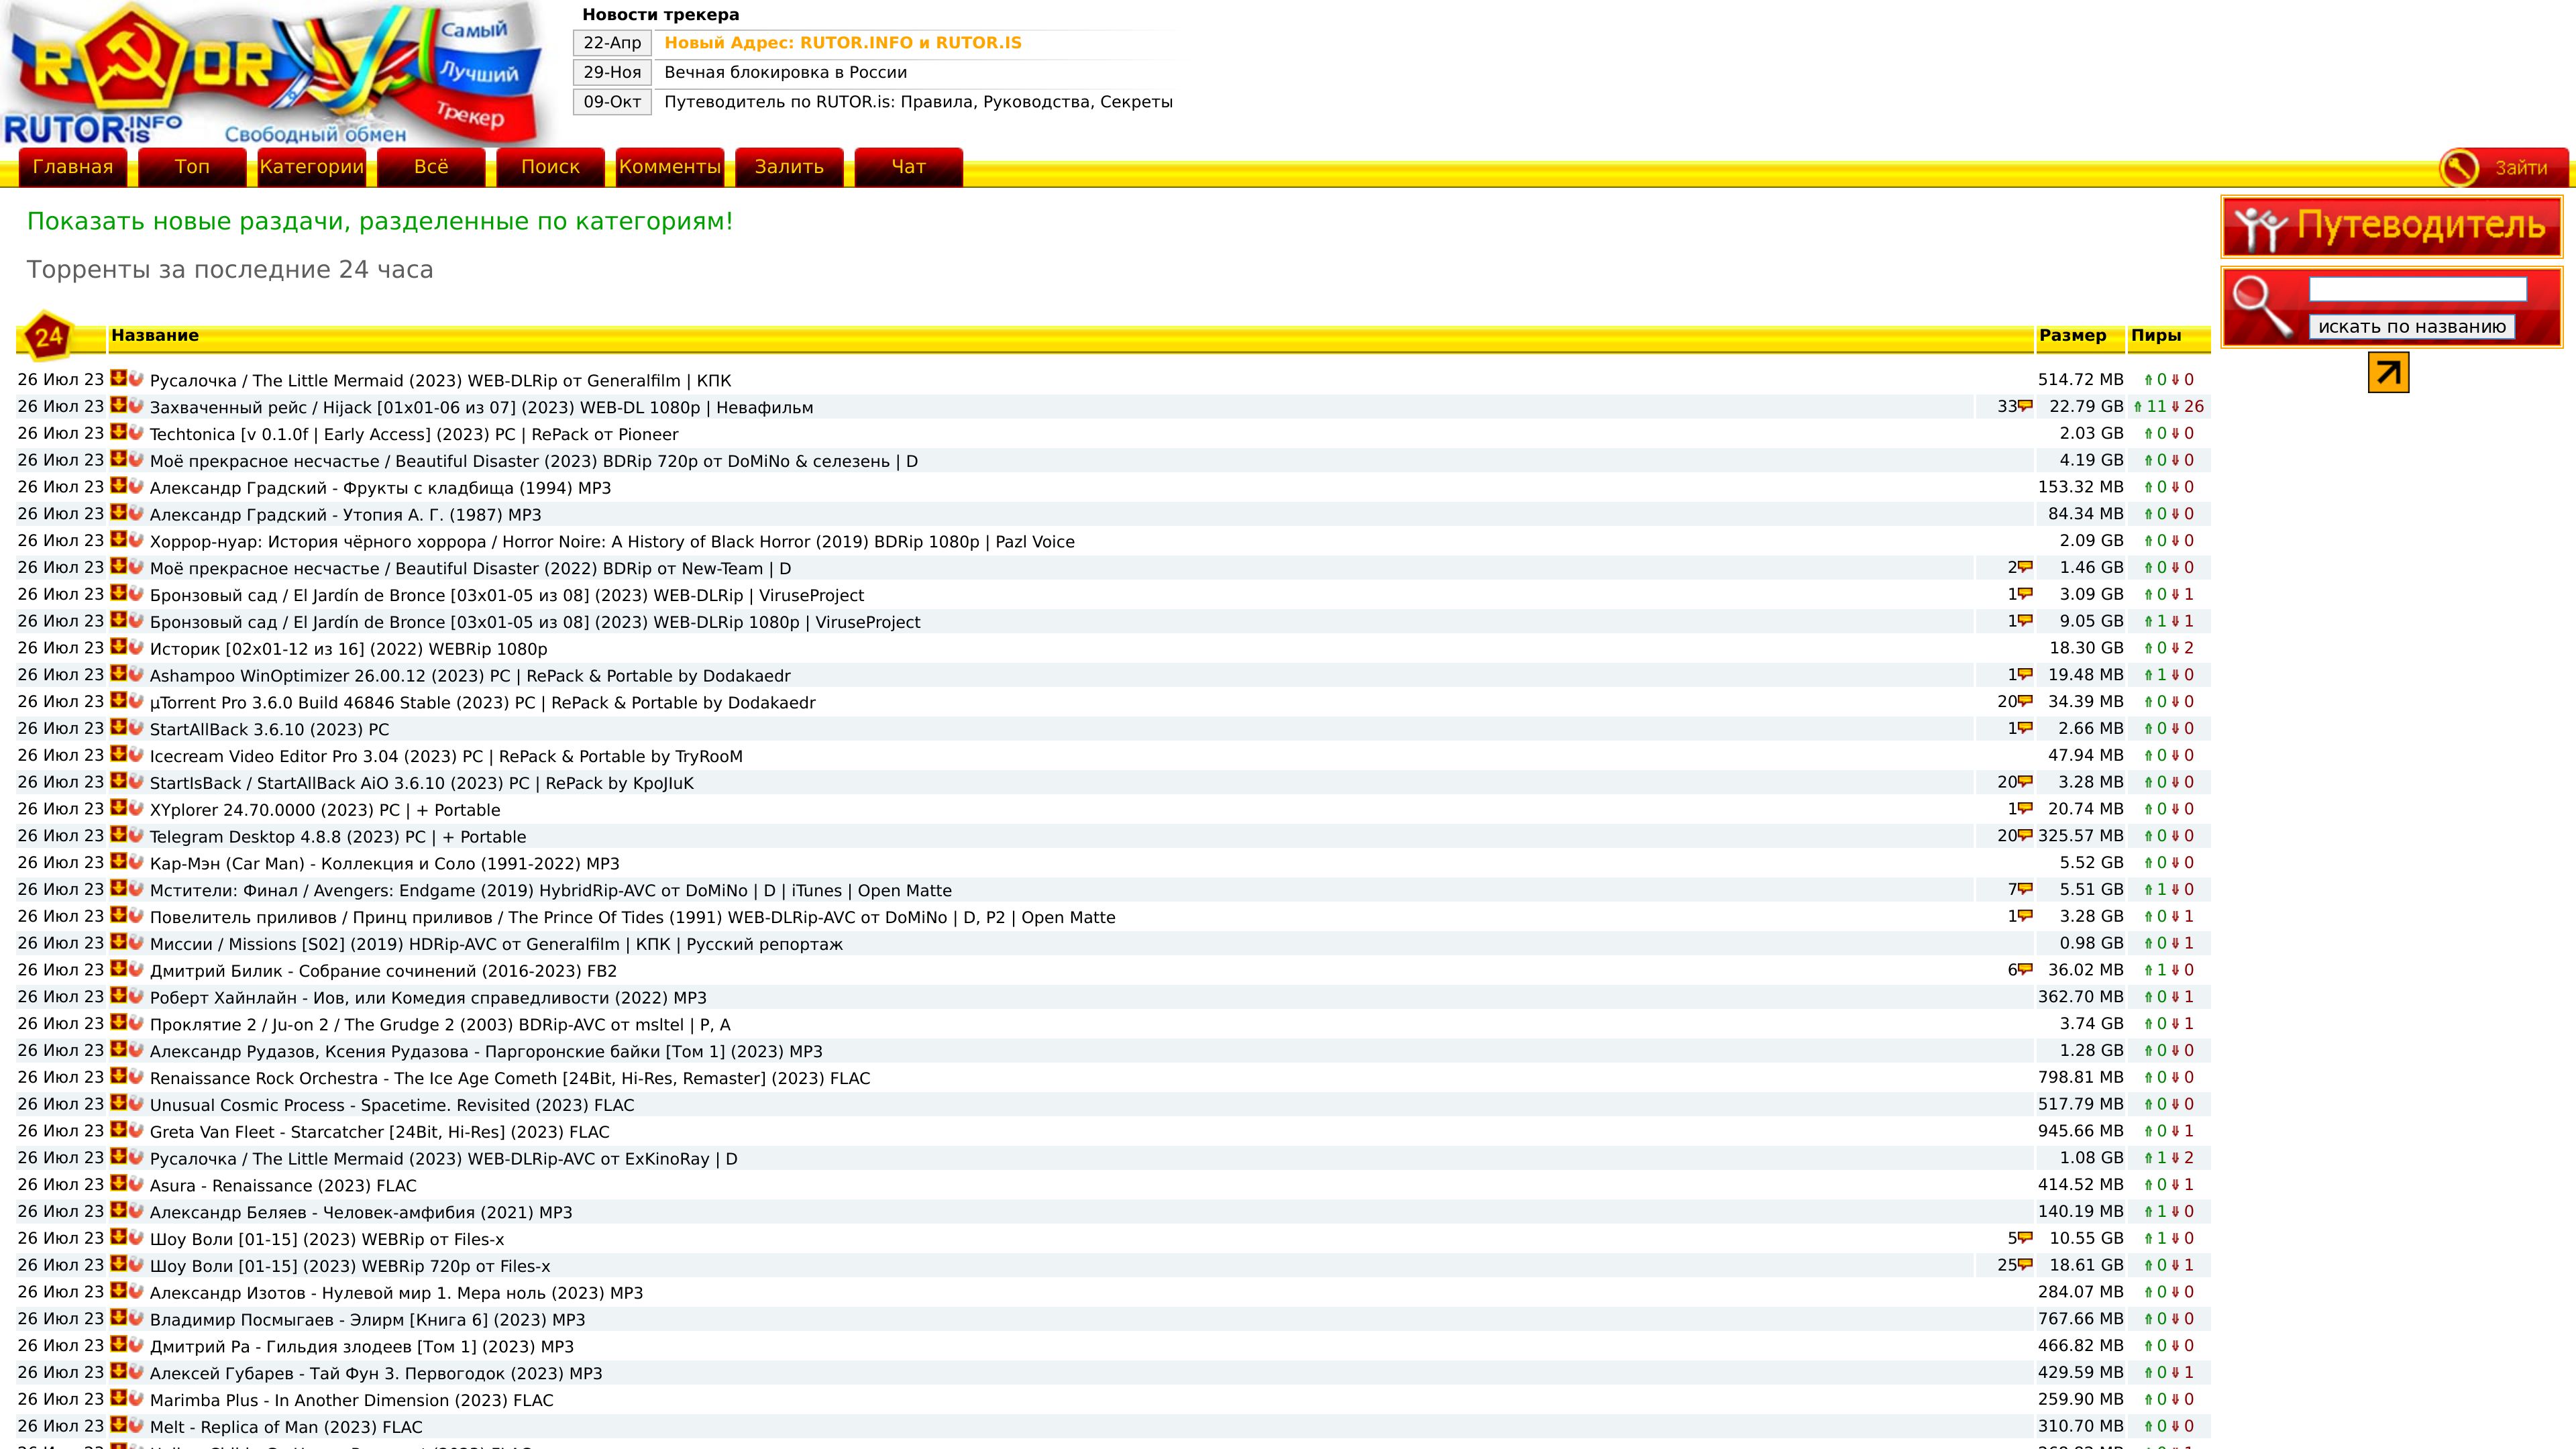 R OR
Самый
Лучший
Трекер
RUTOR.INFO
is
Свободный обмен
Новости трекера
22-Апр Новый Адрес: RUTOR.INFO и RUTOR.IS
29-Ноя Вечная блокировка в России
09-Окт Путеводитель по RUTOR.is: Правила, Руководства, Секреты
Главная Топ Категории Всё Поиск Комменты Залить Чат Зайти
Показать новые раздачи, разделенные по категориям!
Путеводитель
Торренты за последние 24 часа
искать по названию
24 Название Размер Пиры
26 Июл 23 Русалочка / The Little Mermaid (2023) WEB-DLRip от Generalfilm | КПК 514.72 MB 0 0
26 Июл 23 Захваченный рейс / Hijack [01x01-06 из 07] (2023) WEB-DL 1080p | Невафильм 33 22.79 GB 11 26
26 Июл 23 Techtonica [v 0.1.0f | Early Access] (2023) PC | RePack от Pioneer 2.03 GB 0 0
26 Июл 23 Моё прекрасное несчастье / Beautiful Disaster (2023) BDRip 720p от DoMiNo & селезень | D 4.19 GB 0 0
26 Июл 23 Александр Градский - Фрукты с кладбища (1994) MP3 153.32 MB 0 0
26 Июл 23 Александр Градский - Утопия А. Г. (1987) MP3 84.34 MB 0 0
26 Июл 23 Хоррор-нуар: История чёрного хоррора / Horror Noire: A History of Black Horror (2019) BDRip 1080p | Pazl Voice 2.09 GB 0 0
26 Июл 23 Моё прекрасное несчастье / Beautiful Disaster (2022) BDRip от New-Team | D 2 1.46 GB 0 0
26 Июл 23 Бронзовый сад / El Jardín de Bronce [03x01-05 из 08] (2023) WEB-DLRip | ViruseProject 1 3.09 GB 0 1
26 Июл 23 Бронзовый сад / El Jardín de Bronce [03x01-05 из 08] (2023) WEB-DLRip 1080p | ViruseProject 1 9.05 GB 1 1
26 Июл 23 Историк [02x01-12 из 16] (2022) WEBRip 1080p 18.30 GB 0 2
26 Июл 23 Ashampoo WinOptimizer 26.00.12 (2023) PC | RePack & Portable by Dodakaedr 1 19.48 MB 1 0
26 Июл 23 µTorrent Pro 3.6.0 Build 46846 Stable (2023) PC | RePack & Portable by Dodakaedr 20 34.39 MB 0 0
26 Июл 23 StartAllBack 3.6.10 (2023) PC 1 2.66 MB 0 0
26 Июл 23 Icecream Video Editor Pro 3.04 (2023) PC | RePack & Portable by TryRooM 47.94 MB 0 0
26 Июл 23 StartIsBack / StartAllBack AiO 3.6.10 (2023) PC | RePack by KpoJIuK 20 3.28 MB 0 0
26 Июл 23 XYplorer 24.70.0000 (2023) PC | + Portable 1 20.74 MB 0 0
26 Июл 23 Telegram Desktop 4.8.8 (2023) PC | + Portable 20 325.57 MB 0 0
26 Июл 23 Кар-Мэн (Car Man) - Коллекция и Соло (1991-2022) MP3 5.52 GB 0 0
26 Июл 23 Мстители: Финал / Avengers: Endgame (2019) HybridRip-AVC от DoMiNo | D | iTunes | Open Matte 7 5.51 GB 1 0
26 Июл 23 Повелитель приливов / Принц приливов / The Prince Of Tides (1991) WEB-DLRip-AVC от DoMiNo | D, P2 | Open Matte 1 3.28 GB 0 1
26 Июл 23 Миссии / Missions [S02] (2019) HDRip-AVC от Generalfilm | КПК | Русский репортаж 0.98 GB 0 1
26 Июл 23 Дмитрий Билик - Собрание сочинений (2016-2023) FB2 6 36.02 MB 1 0
26 Июл 23 Роберт Хайнлайн - Иов, или Комедия справедливости (2022) MP3 362.70 MB 0 1
26 Июл 23 Проклятие 2 / Ju-on 2 / The Grudge 2 (2003) BDRip-AVC от msltel | P, A 3.74 GB 0 1
26 Июл 23 Александр Рудазов, Ксения Рудазова - Паргоронские байки [Том 1] (2023) MP3 1.28 GB 0 0
26 Июл 23 Renaissance Rock Orchestra - The Ice Age Cometh [24Bit, Hi-Res, Remaster] (2023) FLAC 798.81 MB 0 0
26 Июл 23 Unusual Cosmic Process - Spacetime. Revisited (2023) FLAC 517.79 MB 0 0
26 Июл 23 Greta Van Fleet - Starcatcher [24Bit, Hi-Res] (2023) FLAC 945.66 MB 0 1
26 Июл 23 Русалочка / The Little Mermaid (2023) WEB-DLRip-AVC от ExKinoRay | D 1.08 GB 1 2
26 Июл 23 Asura - Renaissance (2023) FLAC 414.52 MB 0 1
26 Июл 23 Александр Беляев - Человек-амфибия (2021) MP3 140.19 MB 1 0
26 Июл 23 Шоу Воли [01-15] (2023) WEBRip от Files-x 5 10.55 GB 1 0
26 Июл 23 Шоу Воли [01-15] (2023) WEBRip 720p от Files-x 25 18.61 GB 0 1
26 Июл 23 Александр Изотов - Нулевой мир 1. Мера ноль (2023) MP3 284.07 MB 0 0
26 Июл 23 Владимир Посмыгаев - Элирм [Книга 6] (2023) MP3 767.66 MB 0 0
26 Июл 23 Дмитрий Ра - Гильдия злодеев [Том 1] (2023) MP3 466.82 MB 0 0
26 Июл 23 Алексей Губарев - Тай Фун 3. Первогодок (2023) MP3 429.59 MB 0 1
26 Июл 23 Marimba Plus - In Another Dimension (2023) FLAC 259.90 MB 0 0
26 Июл 23 Melt - Replica of Man (2023) FLAC 310.70 MB 0 0